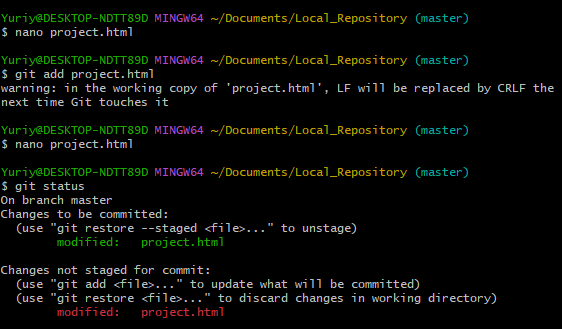 Yuriy@DESKTOP-NDTT89D MINGW64 ~/Documents/Local_Repository (master)
$ nano project.html
Yuriy@DESKTOP-NDTT89D MINGW64 ~/Documents/Local_Repository (master)
$ git add project.html
warning: in the working copy of 'project.html', LF will be replaced by CRLF the
next time Git touches it
Yuriy@DESKTOP-NDTT89D MINGW64 ~/Documents/Local_Repository (master)
$ nano project.html
Yuriy@DESKTOP-NDTT89D MINGW64 ~/Documents/Local_Repository (master)
$ git status
On branch master
Changes to be committed:
  (use "git restore --staged <file>..." to unstage)
        modified:   project.html
Changes not staged for commit:
  (use "git add <file>..." to update what will be committed)
  (use "git restore <file>..." to discard changes in working directory)
        modified:   project.html